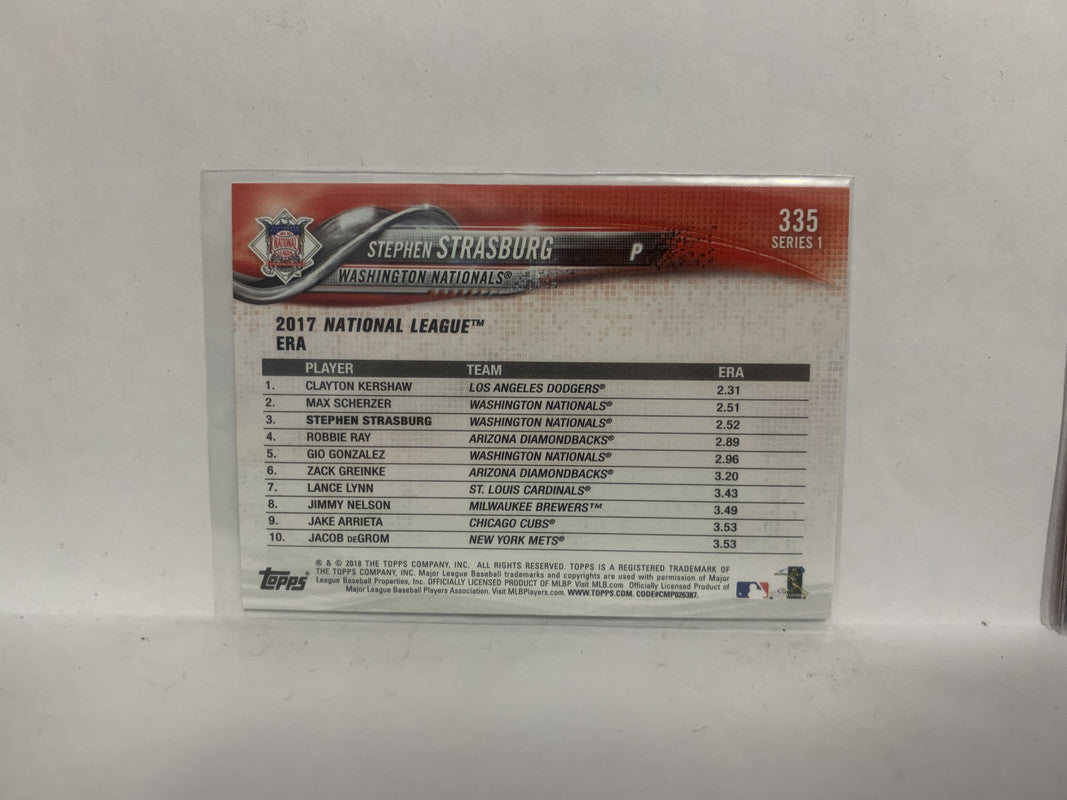 335
SERIES 1
NATIONAL LEAGUE
STEPHEN STRASBURG P
WASHINGTON NATIONALS®
2017 NATIONAL LEAGUE™
ERA
PLAYER TEAM ERA
1. CLAYTON KERSHAW LOS ANGELES DODGERS® 2.31
2. MAX SCHERZER WASHINGTON NATIONALS® 2.51
3. STEPHEN STRASBURG WASHINGTON NATIONALS® 2.52
4. ROBBIE RAY ARIZONA DIAMONDBACKS® 2.89
5. GIO GONZALEZ WASHINGTON NATIONALS® 2.96
6. ZACK GREINKE ARIZONA DIAMONDBACKS® 3.20
7. LANCE LYNN ST. LOUIS CARDINALS® 3.43
8. JIMMY NELSON MILWAUKEE BREWERS™ 3.49
9. JAKE ARRIETA CHICAGO CUBS® 3.53
10. JACOB DEGROM NEW YORK METS® 3.53
Topps®
® & © 2018 THE TOPPS COMPANY, INC. ALL RIGHTS RESERVED. TOPPS IS A REGISTERED TRADEMARK OF
THE TOPPS COMPANY, INC. Major League Baseball trademarks and copyrights are used with permission of Major
League Baseball Properties, Inc. OFFICIALLY LICENSED PRODUCT OF MLBP. Visit MLB.com Officially Licensed Product of
Major League Baseball Players Association. Visit MLBPlayers.com. WWW.TOPPS.COM. CODE#CMP026387.